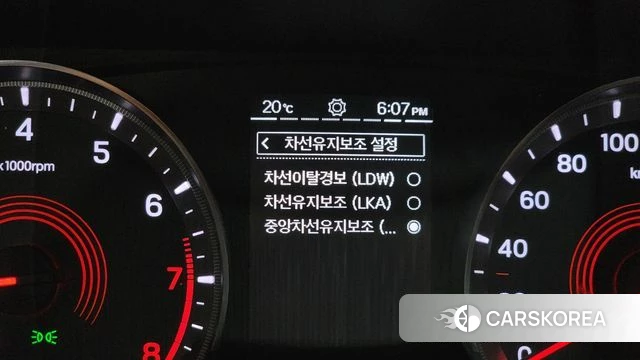 20℃ 6:07PM
< 차선유지보조 설정
차선이탈경보 (LDW)
차선유지보조 (LKA)
중앙차선유지보조 (...
4
5
6
7
8
x1000rpm
100
80
60
40
0
CARSKOREA